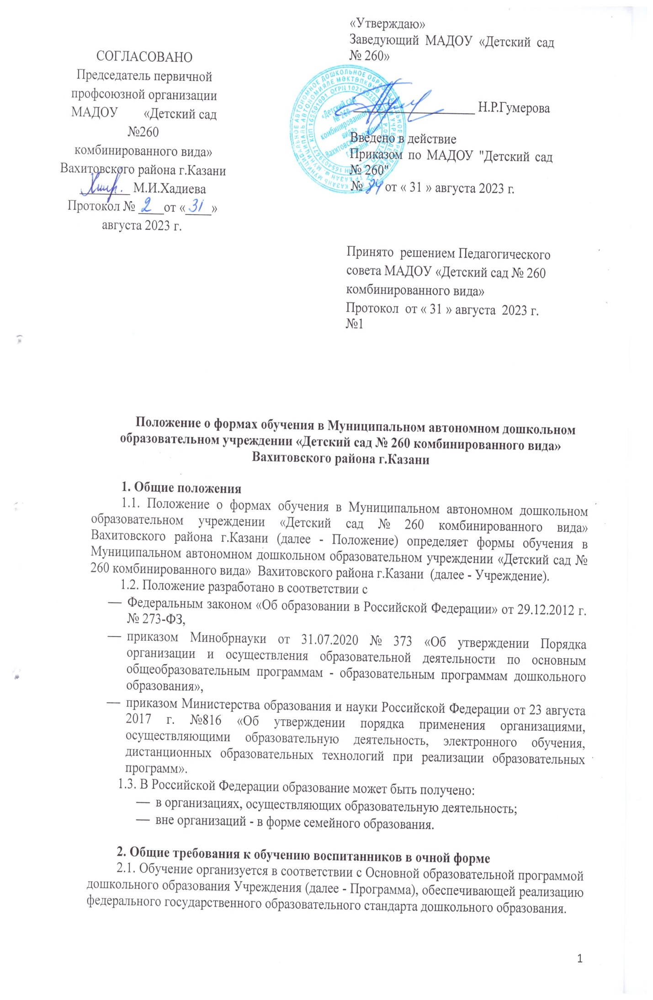 СОГЛАСОВАНО
Председатель первичной
профсоюзной организации
МАДОУ «Детский сад
№260
комбинированного вида»
Вахитовского района г.Казани
М.И.Хадиева
Протокол № 2 от « 31 »
августа 2023 г.
«Утверждаю»
Заведующий МАДОУ «Детский сад
№ 260»
Н.Р.Гумерова
Введено в действие
Приказом по МАДОУ "Детский сад
№ 260"
№ 84 от « 31 » августа 2023 г.
«Детский сад
№ 260
комбинированного
вида»
Вахитовского района
г.Казани
Принято решением Педагогического
совета МАДОУ «Детский сад № 260
комбинированного вида»
Протокол от « 31 » августа 2023 г.
№1
Положение о формах обучения в Муниципальном автономном дошкольном
образовательном учреждении «Детский сад № 260 комбинированного вида»
Вахитовского района г.Казани
1. Общие положения
1.1. Положение о формах обучения в Муниципальном автономном дошкольном
образовательном учреждении «Детский сад № 260 комбинированного вида»
Вахитовского района г.Казани (далее - Положение) определяет формы обучения в
Муниципальном автономном дошкольном образовательном учреждении «Детский сад №
260 комбинированного вида» Вахитовского района г.Казани (далее - Учреждение).
1.2. Положение разработано в соответствии с
— Федеральным законом «Об образовании в Российской Федерации» от 29.12.2012 г.
№ 273-ФЗ,
— приказом Минобрнауки от 31.07.2020 № 373 «Об утверждении Порядка
организации и осуществления образовательной деятельности по основным
общеобразовательным программам - образовательным программам дошкольного
образования»,
— приказом Министерства образования и науки Российской Федерации от 23 августа
2017 г. №816 «Об утверждении порядка применения организациями,
осуществляющими образовательную деятельность, электронного обучения,
дистанционных образовательных технологий при реализации образовательных
программ».
1.3. В Российской Федерации образование может быть получено:
— в организациях, осуществляющих образовательную деятельность;
— вне организаций - в форме семейного образования.
2. Общие требования к обучению воспитанников в очной форме
2.1. Обучение организуется в соответствии с Основной образовательной программой
дошкольного образования Учреждения (далее - Программа), обеспечивающей реализацию
федерального государственного образовательного стандарта дошкольного образования.
1